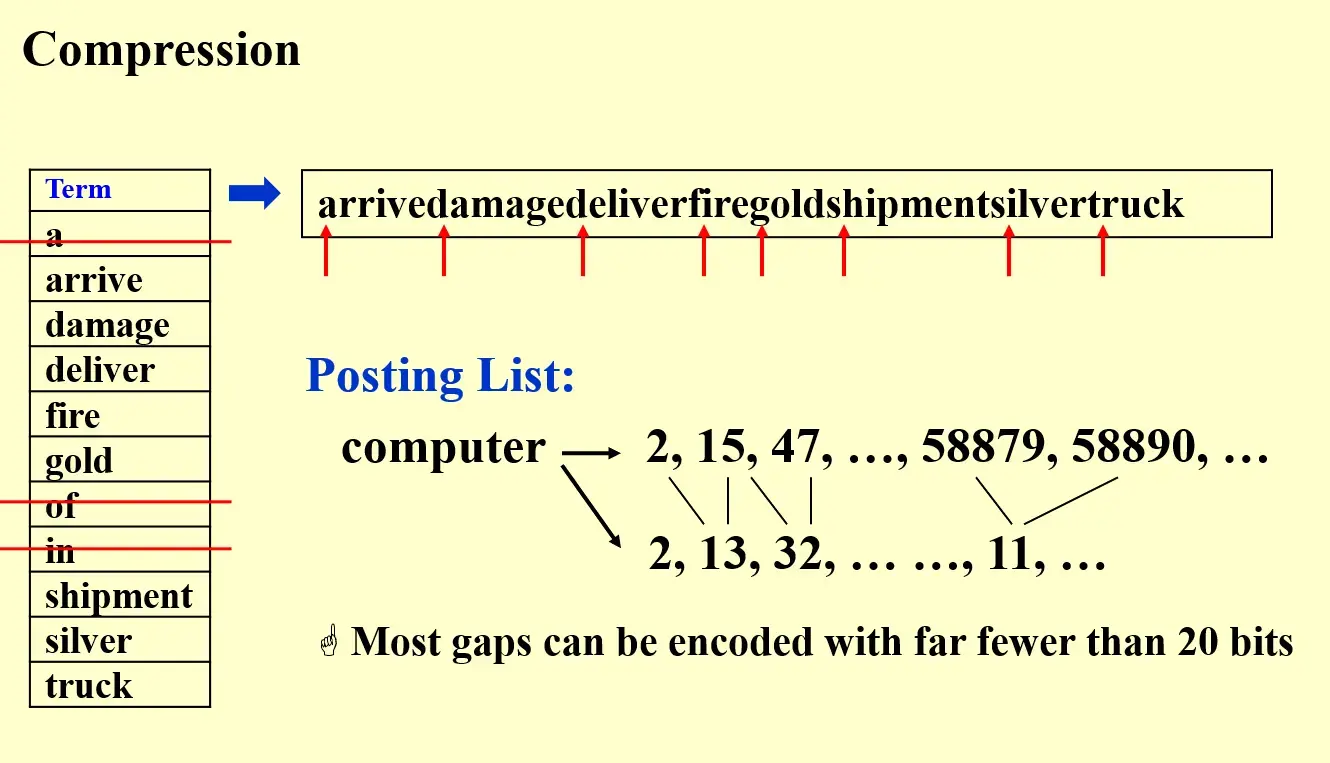 Compression
Term
a
arrive
damage
deliver
fire
gold
of
in
shipment
silver
truck
arrivedamagedeliverfiregoldshipmentsilvertruck
Posting List:
computer
2, 15, 47, …, 58879, 58890, …
2, 13, 32, … …, 11, …
☝ Most gaps can be encoded with far fewer than 20 bits